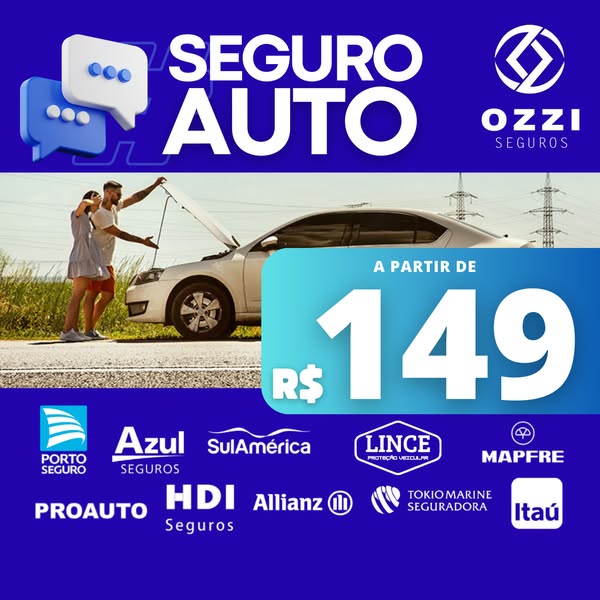 SEGURO
AUTO
OZZI
SEGUROS
A PARTIR DE
R$149
PORTO
SEGURO
Azul
SEGUROS
SulAmérica
LINCE
PROTEÇÃO VEICULAR
MAPFRE
PROAUTO
HDI
Seguros
Allianz
TOKIO MARINE
SEGURADORA
Itaú